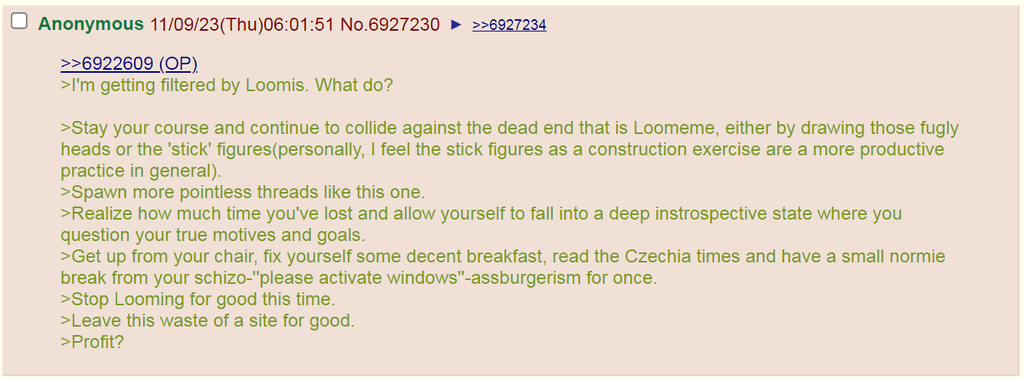 Anonymous 11/09/23(Thu)06:01:51 No.6927230 ► >>6927234
>>6922609 (OP)
>I'm getting filtered by Loomis. What do?
>Stay your course and continue to collide against the dead end that is Loomeme, either by drawing those fugly
heads or the 'stick' figures(personally, I feel the stick figures as a construction exercise are a more productive
practice in general).
>Spawn more pointless threads like this one.
>Realize how much time you've lost and allow yourself to fall into a deep instrospective state where you
question your true motives and goals.
>Get up from your chair, fix yourself some decent breakfast, read the Czechia times and have a small normie
break from your schizo-"please activate windows"-assburgerism for once.
>Stop Looming for good this time.
>Leave this waste of a site for good.
>Profit?